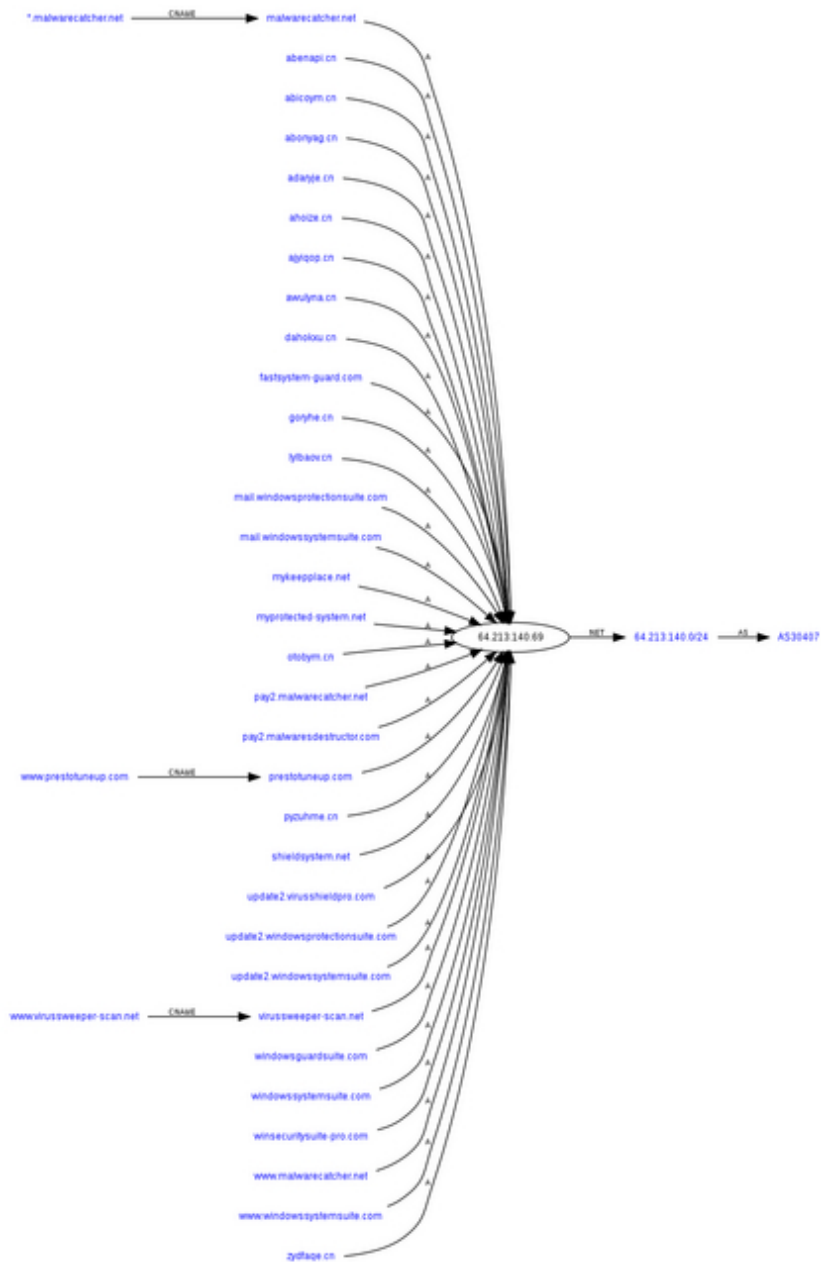 *.malwarecatcher.net CNAME malwarecatcher.net
A
abenapi.cn
A
abicoym.cn
A
abonyag.cn
A
adaryje.cn
A
ahoize.cn
A
ajyiqop.cn
A
awulyna.cn
A
dahokxu.cn
A
fastsystem-guard.com
A
goryhe.cn
A
lylbaov.cn
A
mail.windowsprotectionsuite.com
A
mail.windowssystemsuite.com
A
mykeepplace.net
A
myprotected-system.net
A
64.213.140.69 NET 64.213.140.0/24 AS AS30407
A
otobym.cn
A
pay2.malwarecatcher.net
A
pay2.malwaresdestructor.com
A
www.prestotuneup.com CNAME prestotuneup.com
A
pyzuhme.cn
A
shieldsystem.net
A
update2.virusshieldpro.com
A
update2.windowsprotectionsuite.com
A
update2.windowssystemsuite.com
A
www.virussweeper-scan.net CNAME virussweeper-scan.net
A
windowsguardsuite.com
A
windowssystemsuite.com
A
winsecuritysuite-pro.com
A
www.malwarecatcher.net
A
www.windowssystemsuite.com
zydfaqe.cn